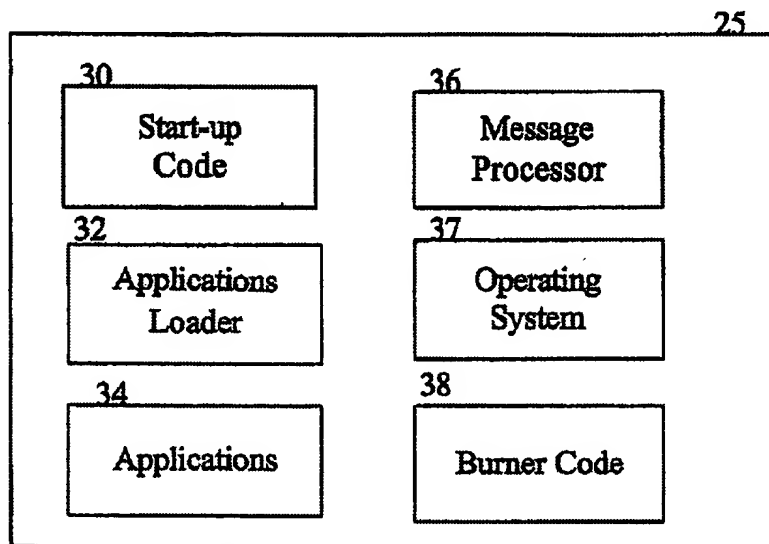 25
30
Start-up
Code
36
Message
Processor
32
Applications
Loader
37
Operating
System
34
Applications
38
Burner Code